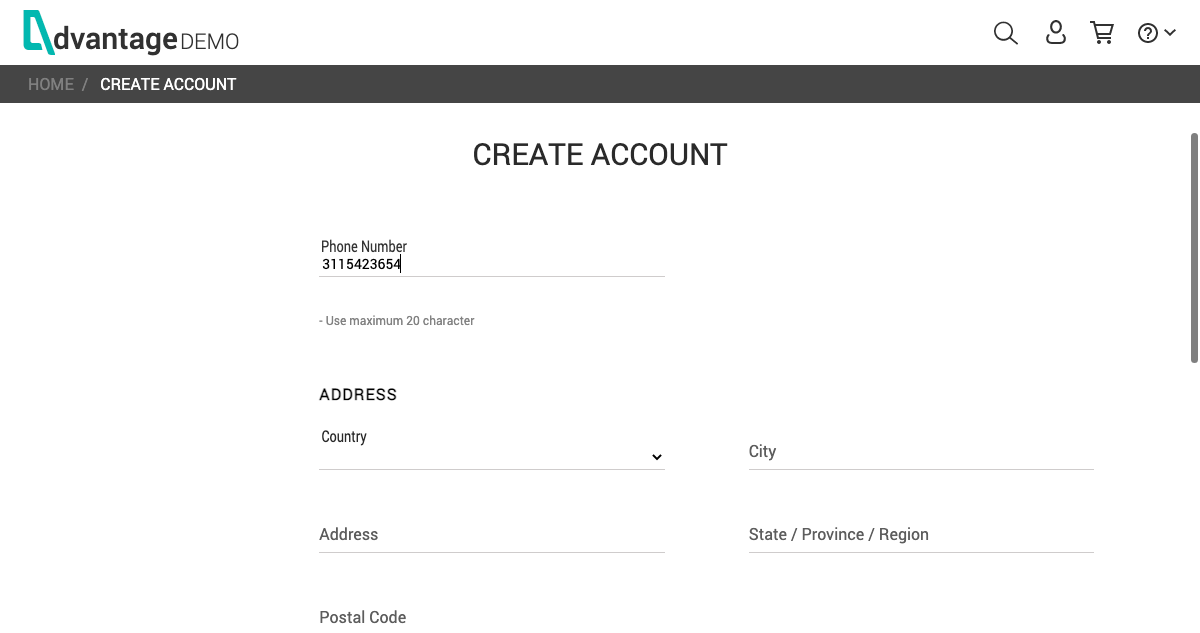 dvantage DEMO
HOME / CREATE ACCOUNT
CREATE ACCOUNT
Phone Number
3115423654
- Use maximum 20 character
ADDRESS
Country
City
Address
State / Province / Region
Postal Code